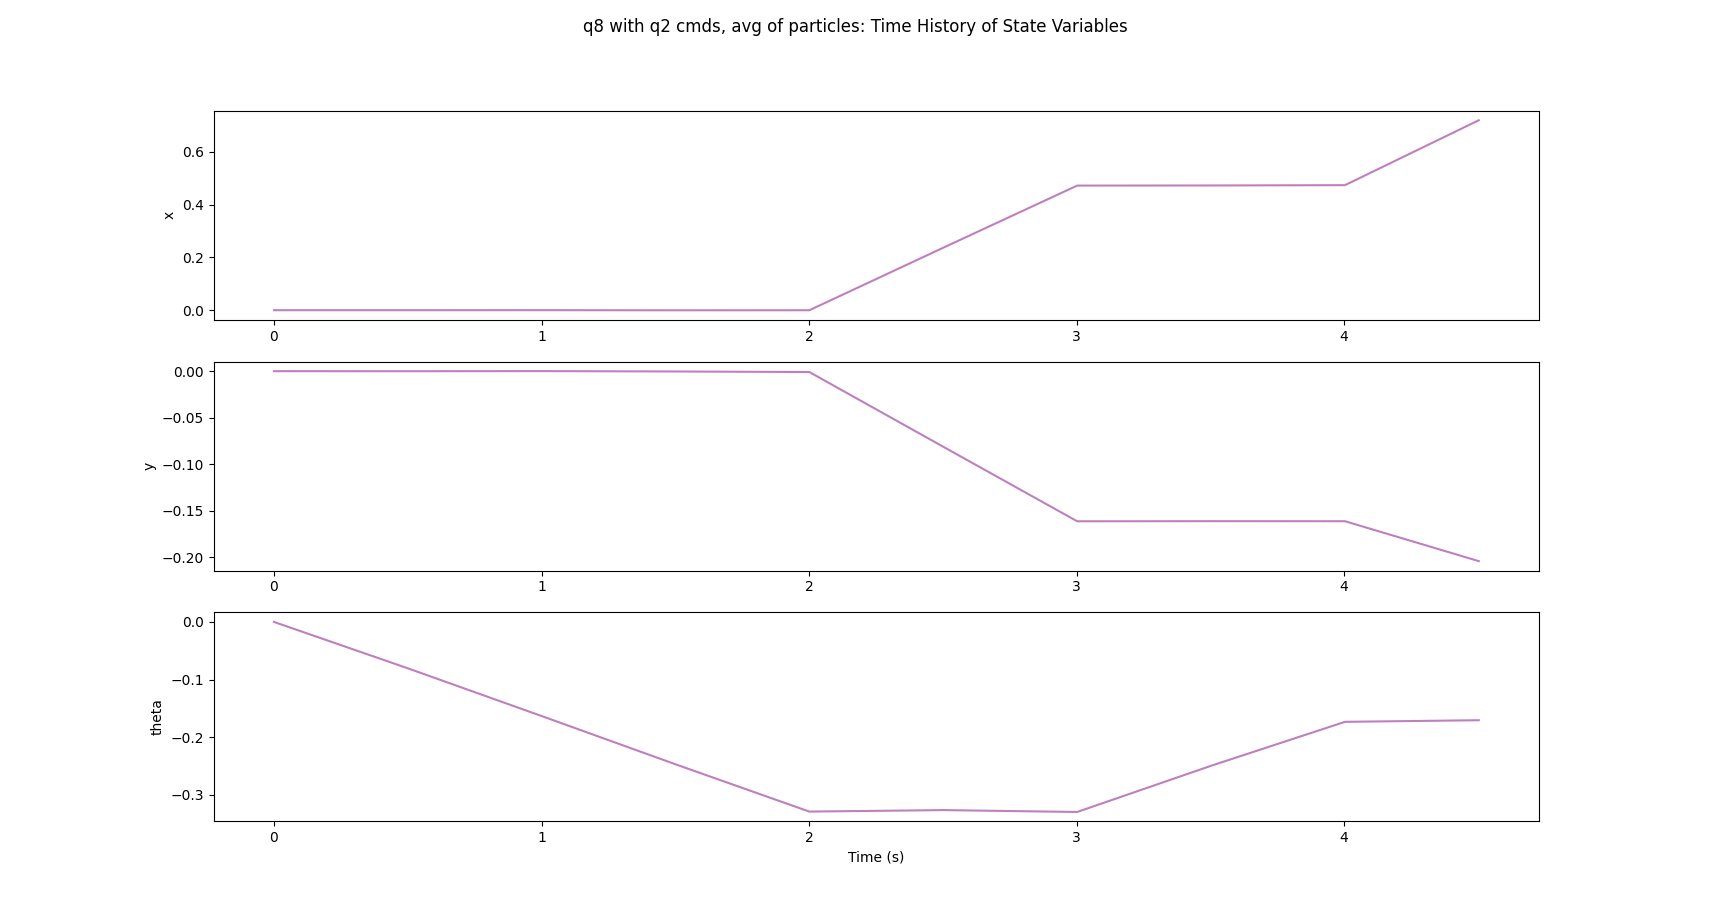 q8 with q2 cmds, avg of particles: Time History of State Variables
0.6
0.4
0.2
0.0
x
0 1 2 3 4
0.00
−0.05
−0.10
−0.15
−0.20
y
0 1 2 3 4
0.0
−0.1
−0.2
−0.3
theta
0 1 2 3 4
Time (s)